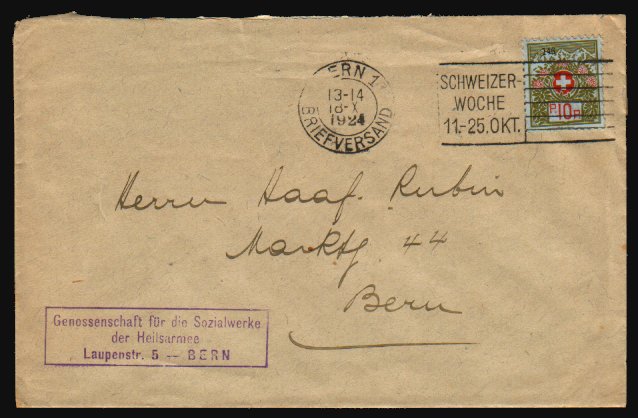 BERN 1
13-14
18.X.
1924
BRIEFVERSAND
SCHWEIZER-
WOCHE
11.-25.OKT.
P10P
Herrn Haaf. Rubin
Marktg. 44
Bern
Genossenschaft für die Sozialwerke
der Heilsarmee
Laupenstr. 5 — BERN